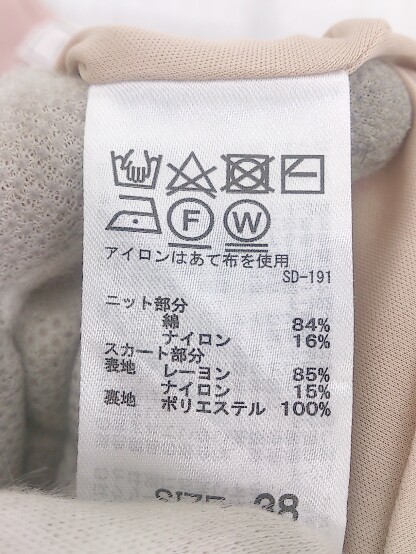 F W
アイロンはあて布を使用
SD-191
ニット部分
綿 84%
ナイロン 16%
スカート部分
表地 レーヨン 85%
ナイロン 15%
裏地 ポリエステル 100%
SIZE 38